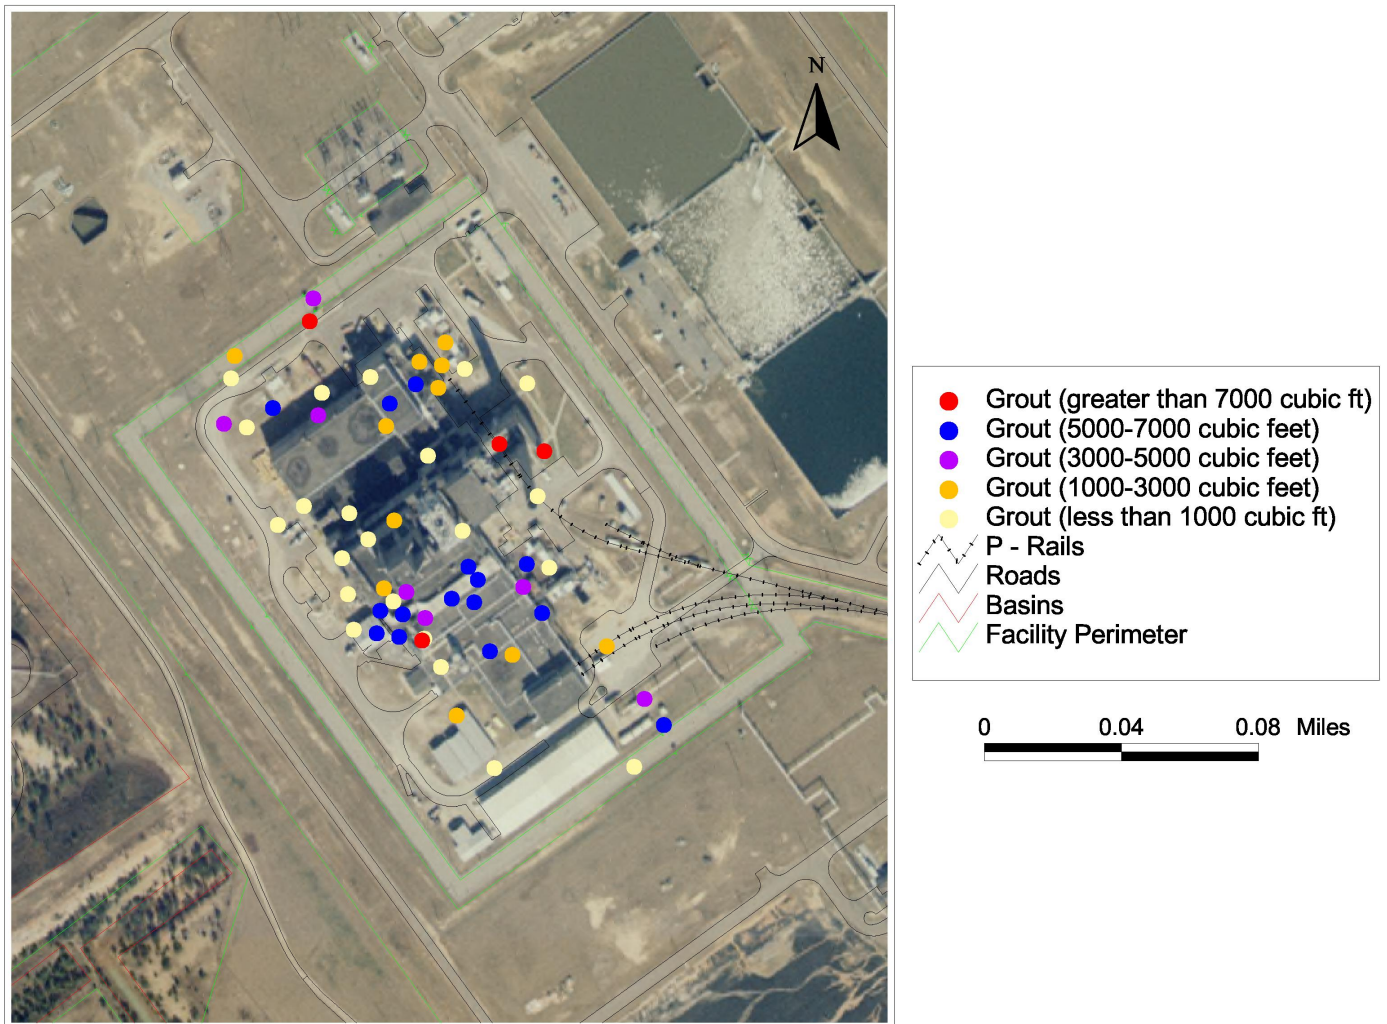 N
Grout (greater than 7000 cubic ft)
Grout (5000-7000 cubic feet)
Grout (3000-5000 cubic feet)
Grout (1000-3000 cubic feet)
Grout (less than 1000 cubic ft)
P - Rails
Roads
Basins
Facility Perimeter
0 0.04 0.08 Miles